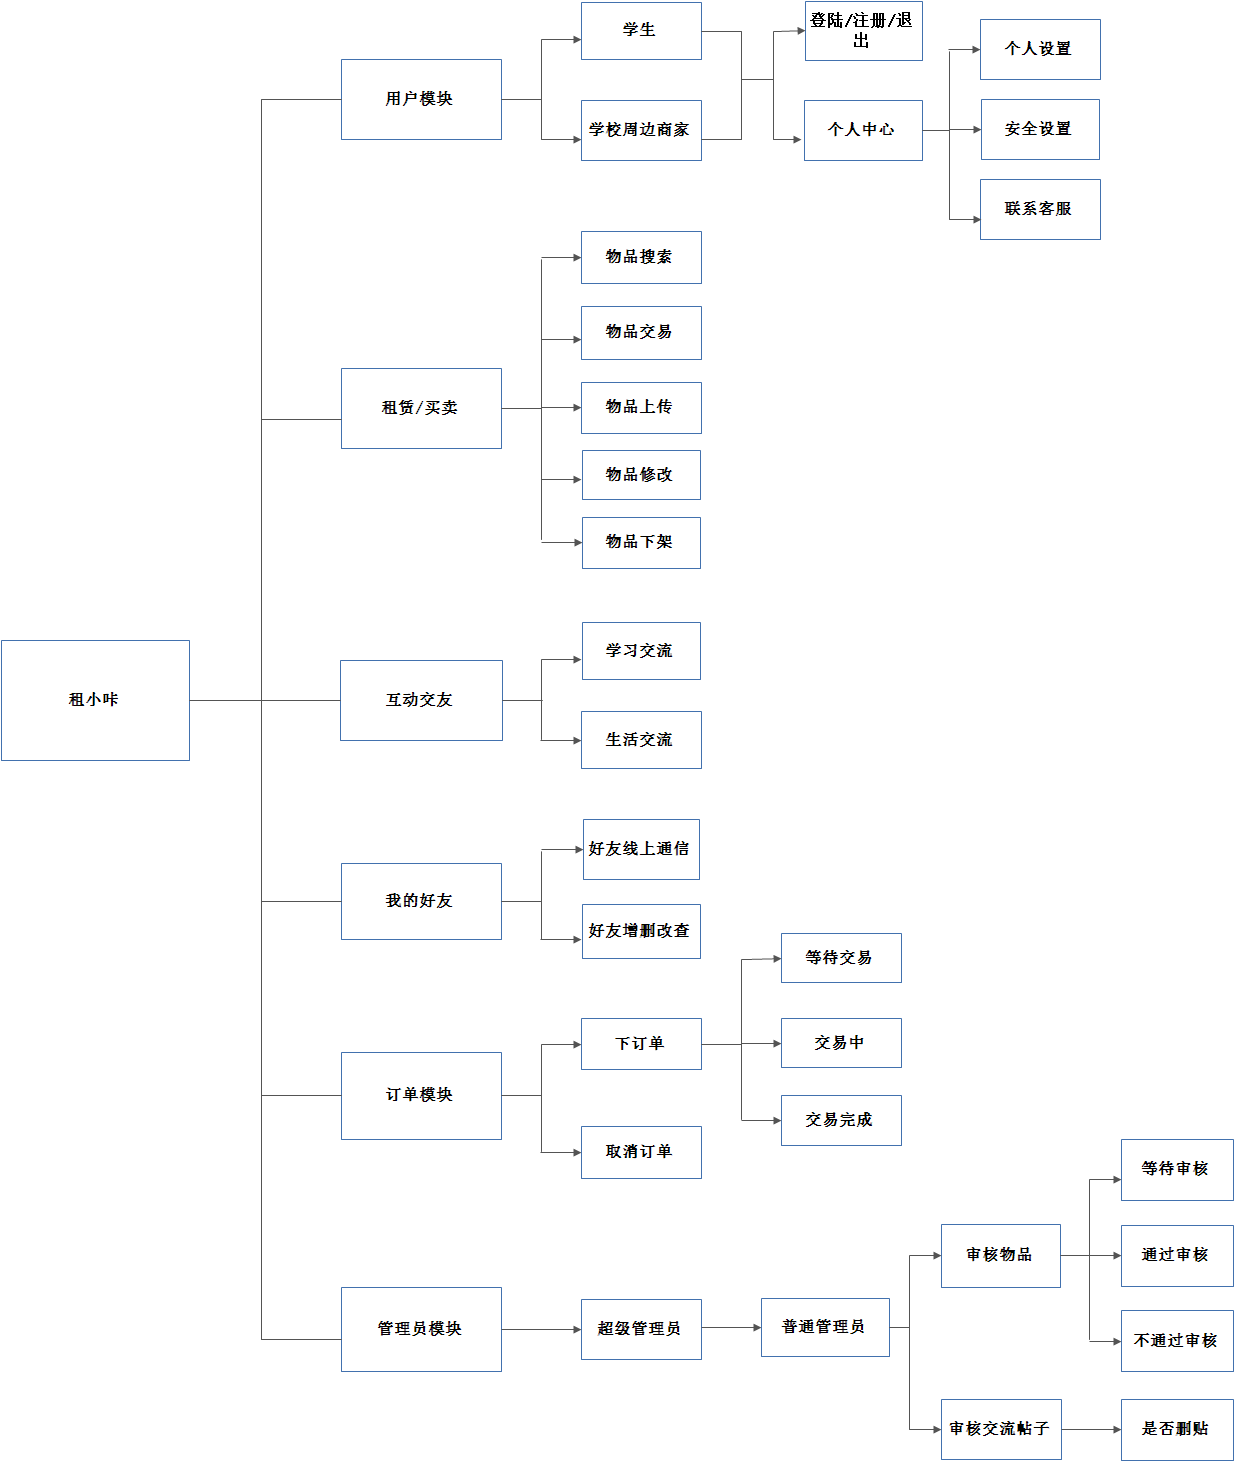 租小咔
用户模块
学生
学校周边商家
登陆/注册/退
出
个人中心
个人设置
安全设置
联系客服
租赁/买卖
物品搜索
物品交易
物品上传
物品修改
物品下架
互动交友
学习交流
生活交流
我的好友
好友线上通信
好友增删改查
订单模块
下订单
等待交易
交易中
交易完成
取消订单
管理员模块
超级管理员
普通管理员
审核物品
等待审核
通过审核
不通过审核
审核交流帖子
是否删贴